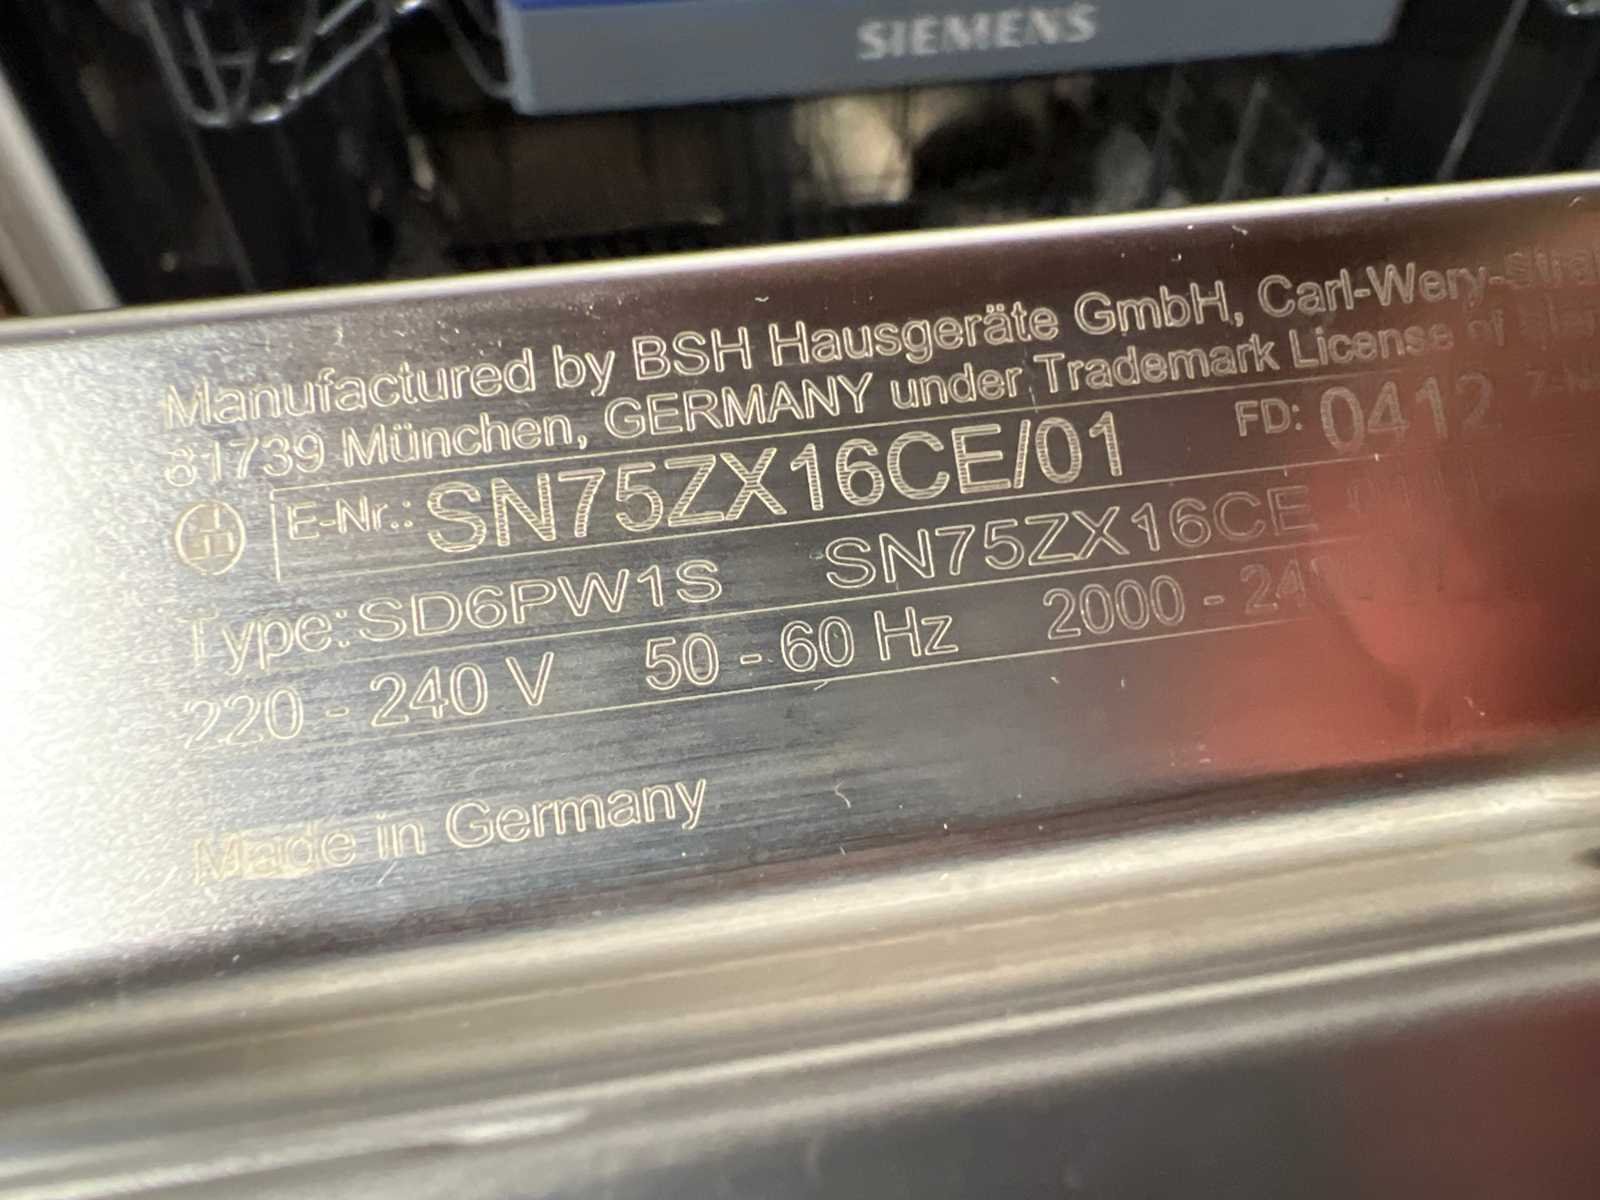 SIEMENS
Manufactured by BSH Hausgeräte GmbH, Carl-Wery-
81739 München, GERMANY under Trademark License of
E-Nr.: SN75ZX16CE/01 FD: 0412
Type:SD6PW1S SN75ZX16CE
220 - 240 V 50 - 60 Hz 2000 -
Made in Germany